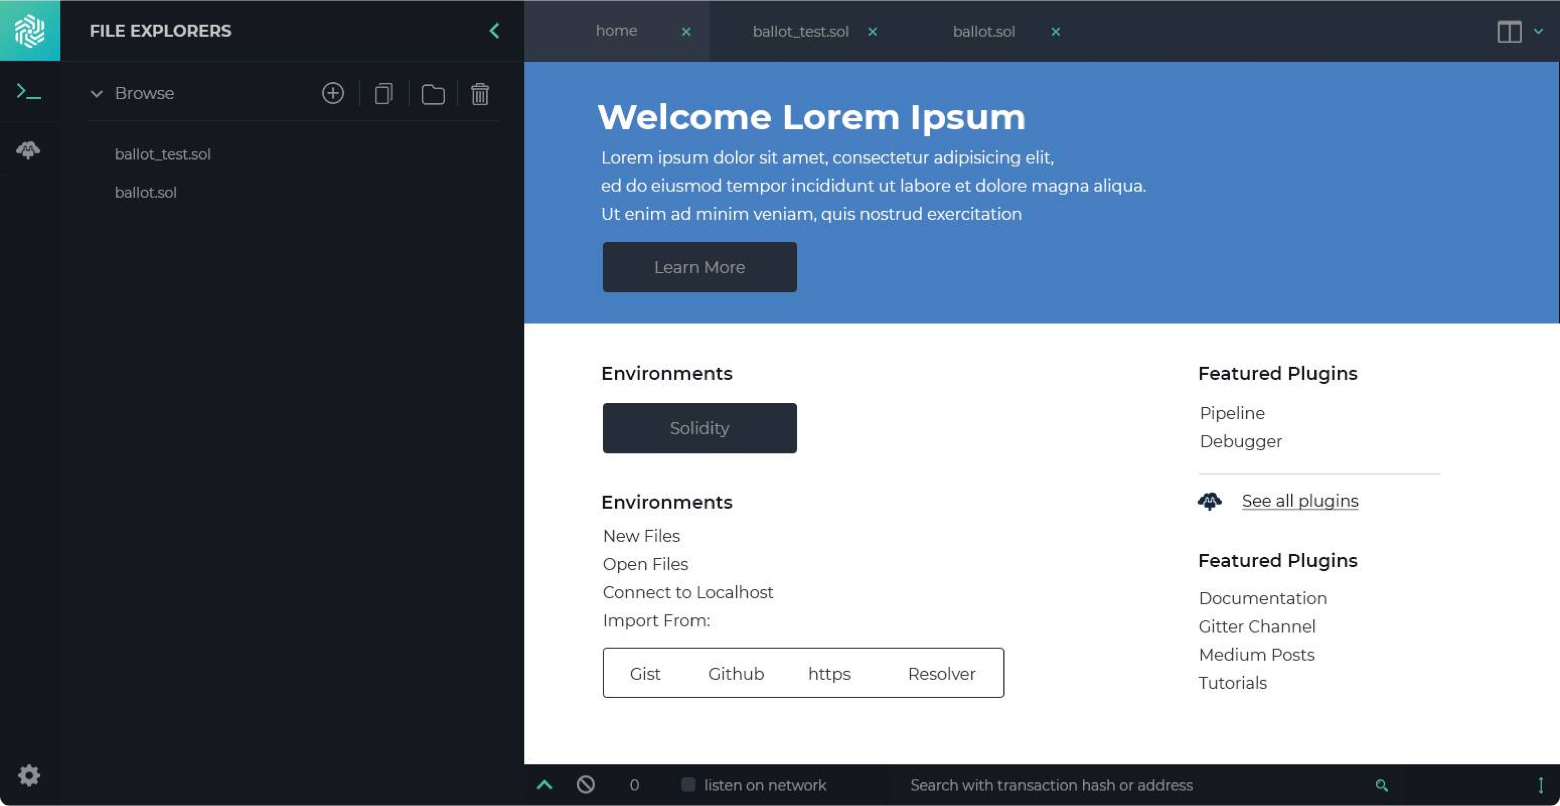 FILE EXPLORERS
home
ballot_test.sol
ballot.sol
Browse
ballot_test.sol
ballot.sol
Welcome Lorem Ipsum
Lorem ipsum dolor sit amet, consectetur adipisicing elit,
ed do eiusmod tempor incididunt ut labore et dolore magna aliqua.
Ut enim ad minim veniam, quis nostrud exercitation
Learn More
Environments
Solidity
Environments
New Files
Open Files
Connect to Localhost
Import From:
Gist
Github
https
Resolver
Featured Plugins
Pipeline
Debugger
See all plugins
Featured Plugins
Documentation
Gitter Channel
Medium Posts
Tutorials
0
listen on network
Search with transaction hash or address